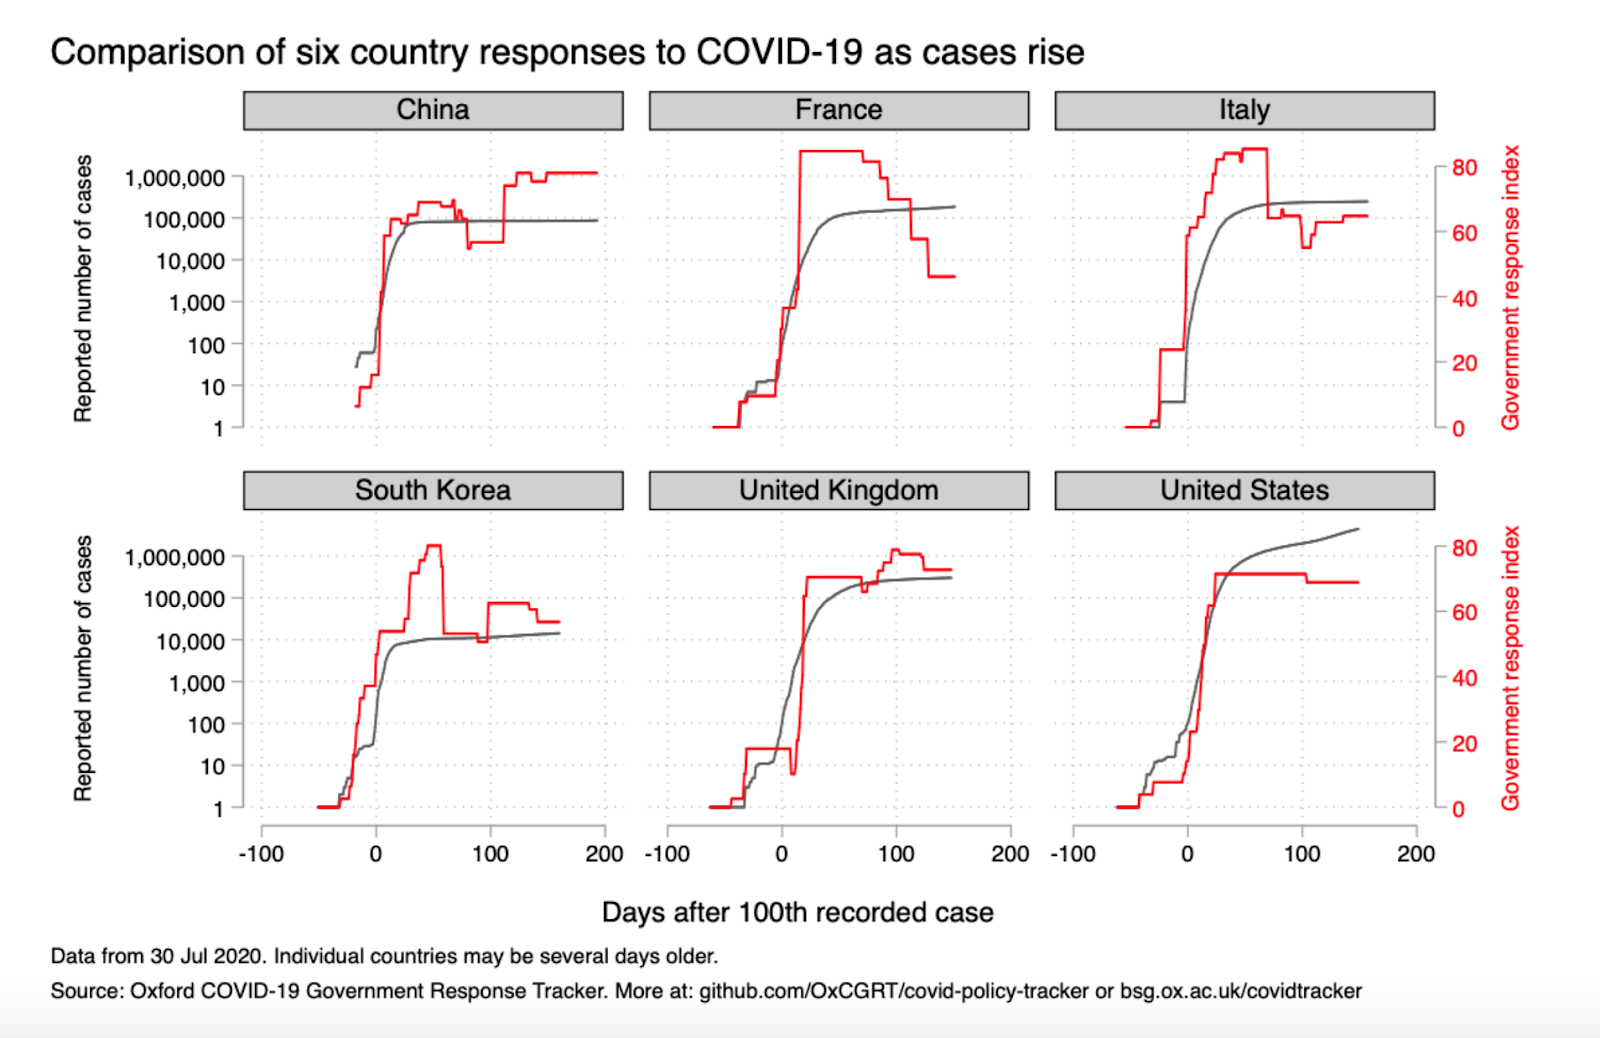 Comparison of six country responses to COVID-19 as cases rise
China
France
Italy
Reported number of cases
1,000,000
100,000
10,000
1,000
100
10
1
80
60
40
20
0
Government response index
South Korea
United Kingdom
United States
Reported number of cases
1,000,000
100,000
10,000
1,000
100
10
1
80
60
40
20
0
Government response index
-100 0 100 200 -100 0 100 200 -100 0 100 200
Days after 100th recorded case
Data from 30 Jul 2020. Individual countries may be several days older.
Source: Oxford COVID-19 Government Response Tracker. More at: github.com/OxCGRT/covid-policy-tracker or bsg.ox.ac.uk/covidtracker